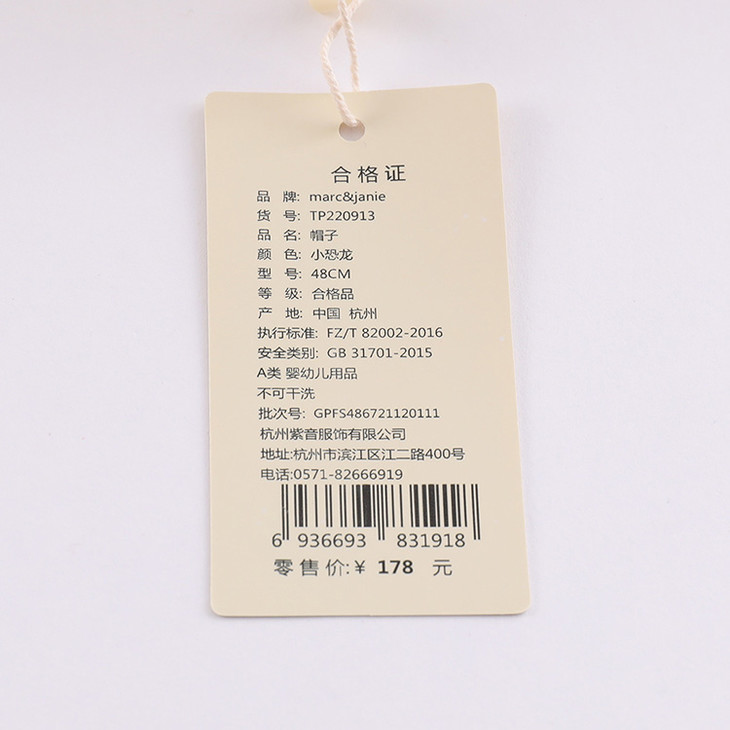 合格证
品 牌: marc&janie
货 号: TP220913
品 名: 帽子
颜 色: 小恐龙
型 号: 48CM
等 级: 合格品
产 地: 中国 杭州
执行标准: FZ/T 82002-2016
安全类别: GB 31701-2015
A类 婴幼儿用品
不可干洗
批次号: GPFS486721120111
杭州紫音服饰有限公司
地址:杭州市滨江区江二路400号
电话:0571-82666919
6 936693 831918
零售价:¥ 178 元